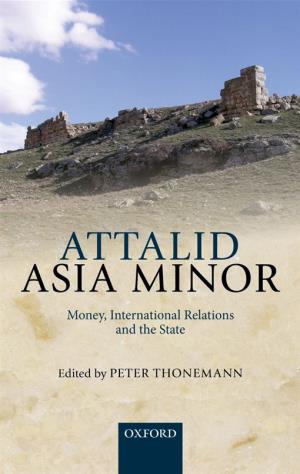 ATTALID
ASIA MINOR
Money, International Relations
and the State
Edited by PETER THONEMANN
OXFORD